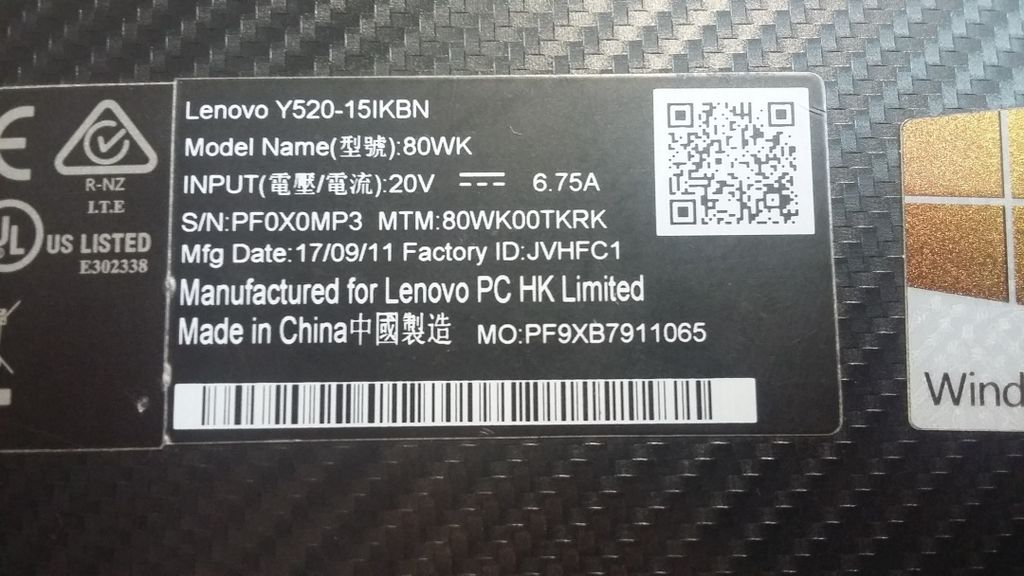 Lenovo Y520-15IKBN
Model Name(型號):80WK
INPUT(電壓/電流):20V 6.75A
S/N:PF0X0MP3 MTM:80WK00TKRK
Mfg Date:17/09/11 Factory ID:JVHFC1
Manufactured for Lenovo PC HK Limited
Made in China中國製造 MO:PF9XB7911065
CE
R-NZ
I.T.E
UL US LISTED
E302338
Wind